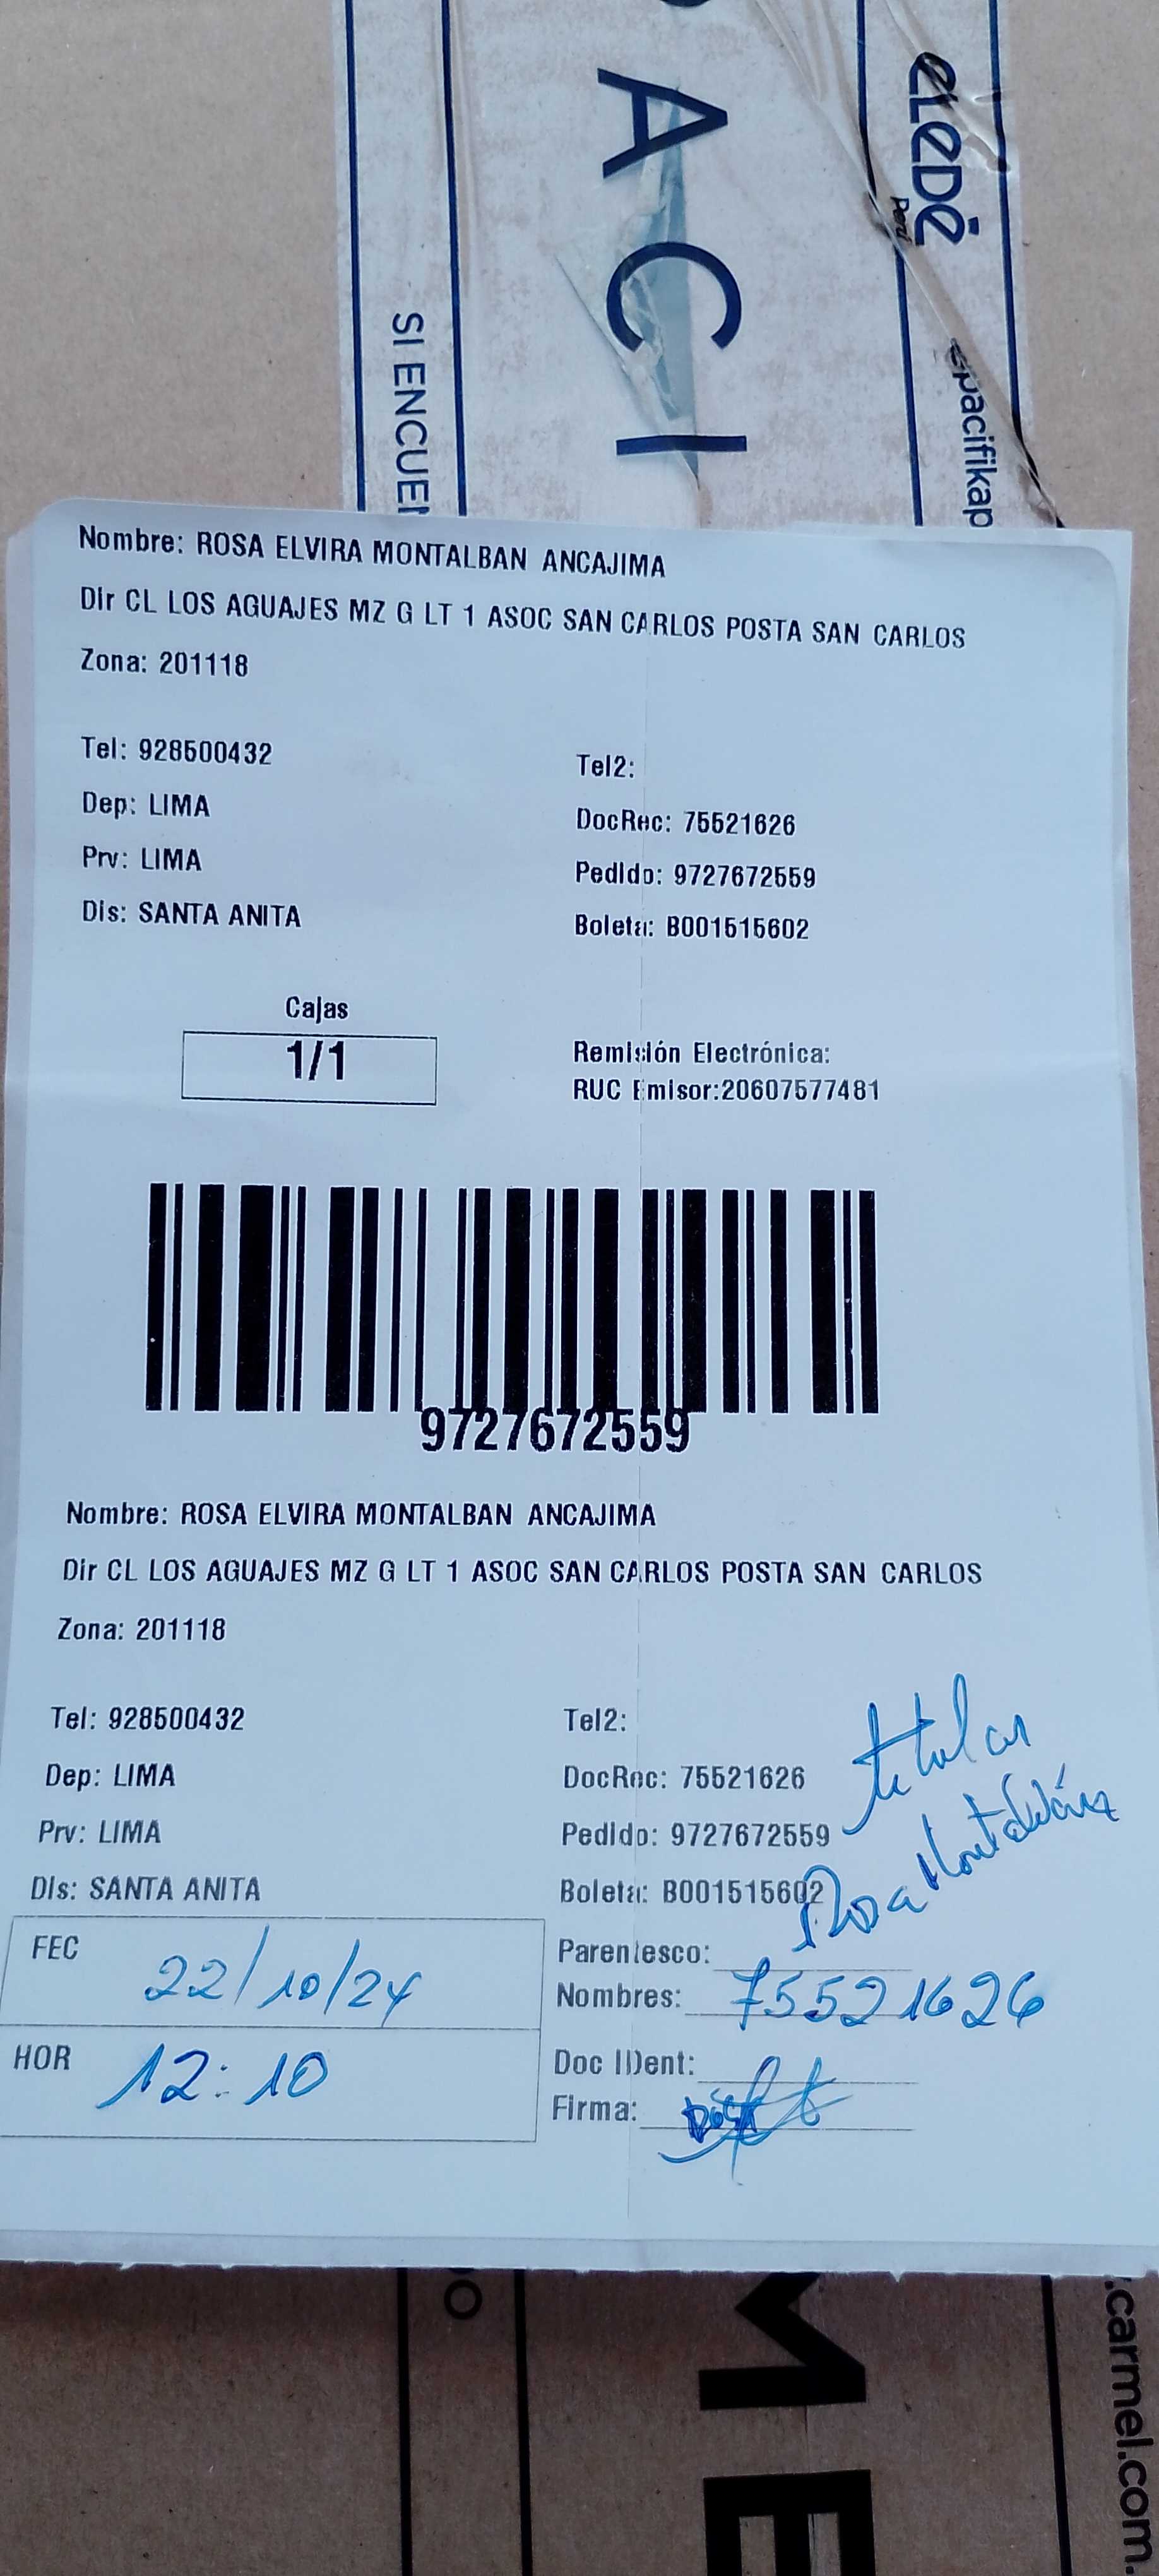 ACI
eLeDé
Perú
SI ENCUE
epacifikap
Nombre: ROSA ELVIRA MONTALBAN ANCAJIMA
Dir CL LOS AGUAJES MZ G LT 1 ASOC SAN CARLOS POSTA SAN CARLOS
Zona: 201118
Tel: 928500432
Tel2:
Dep: LIMA
DocRec: 75521626
Prv: LIMA
Pedido: 9727672559
Dis: SANTA ANITA
Boleta: B001515602
Cajas
1/1
Remisión Electrónica:
RUC Emisor:20607577481
9727672559
Nombre: ROSA ELVIRA MONTALBAN ANCAJIMA
Dir CL LOS AGUAJES MZ G LT 1 ASOC SAN CARLOS POSTA SAN CARLOS
Zona: 201118
Tel: 928500432
Tel2:
Dep: LIMA
DocRec: 75521626
Prv: LIMA
Pedido: 9727672559
Dis: SANTA ANITA
Boleta: B001515602
titular
Rosa Montalván
FEC 22/10/24
Parentesco:
Nombres: 75521626
HOR 12:10
Doc IDent:
Firma:
O
ME
.carmel.com.